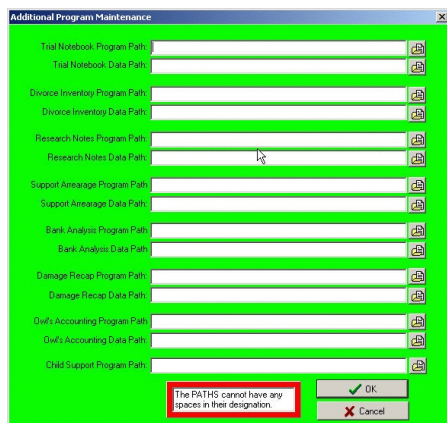 Additional Program Maintenance
Trial Notebook Program Path:
Trial Notebook Data Path:
Divorce Inventory Program Path:
Divorce Inventory Data Path:
Research Notes Program Path:
Research Notes Data Path:
Support Arrearage Program Path
Support Arrearage Data Path:
Bank Analysis Program Path
Bank Analysis Data Path
Damage Recap Program Path:
Damage Recap Data Path:
Owl's Accounting Program Path
Owl's Accounting Data Path:
Child Support Program Path:
The PATHS cannot have any
spaces in their designation.
OK
Cancel